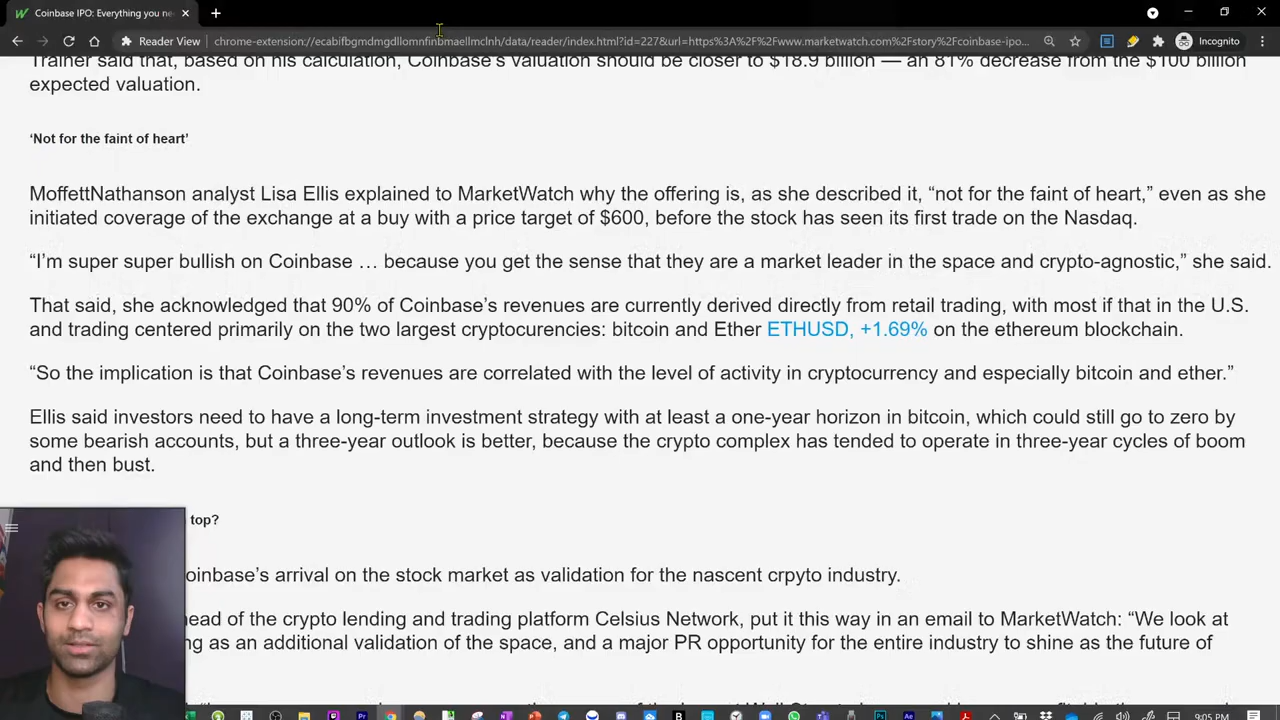 Coinbase IPO: Everything you ne
Reader View
chrome-extension://ecabifbgmdmgdllomnfinbmaellmclnh/data/reader/index.html?id=227&url=https%3A%2F%2Fwww.marketwatch.com%2Fstory%2Fcoinbase-ipo...
Incognito
Trainer said that, based on his calculation, Coinbase's valuation should be closer to $18.9 billion — an 81% decrease from the $100 billion
expected valuation.
‘Not for the faint of heart’
MoffettNathanson analyst Lisa Ellis explained to MarketWatch why the offering is, as she described it, “not for the faint of heart,” even as she
initiated coverage of the exchange at a buy with a price target of $600, before the stock has seen its first trade on the Nasdaq.
“I’m super super bullish on Coinbase … because you get the sense that they are a market leader in the space and crypto-agnostic,” she said.
That said, she acknowledged that 90% of Coinbase’s revenues are currently derived directly from retail trading, with most if that in the U.S.
and trading centered primarily on the two largest cryptocurencies: bitcoin and Ether ETHUSD, +1.69% on the ethereum blockchain.
“So the implication is that Coinbase’s revenues are correlated with the level of activity in cryptocurrency and especially bitcoin and ether.”
Ellis said investors need to have a long-term investment strategy with at least a one-year horizon in bitcoin, which could still go to zero by
some bearish accounts, but a three-year outlook is better, because the crypto complex has tended to operate in three-year cycles of boom
and then bust.
top?
oinbase’s arrival on the stock market as validation for the nascent crpyto industry.
ead of the crypto lending and trading platform Celsius Network, put it this way in an email to MarketWatch: “We look at
ng as an additional validation of the space, and a major PR opportunity for the entire industry to shine as the future of
9:05 PM